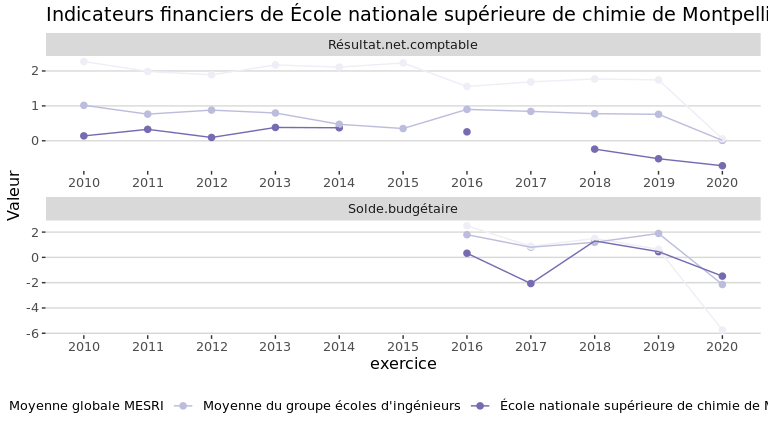 Indicateurs financiers de École nationale supérieure de chimie de Montpelli
Résultat.net.comptable
2
1
0
2010 2011 2012 2013 2014 2015 2016 2017 2018 2019 2020
Valeur
Solde.budgétaire
2
0
-2
-4
-6
2010 2011 2012 2013 2014 2015 2016 2017 2018 2019 2020
exercice
Moyenne globale MESRI Moyenne du groupe écoles d'ingénieurs École nationale supérieure de chimie de